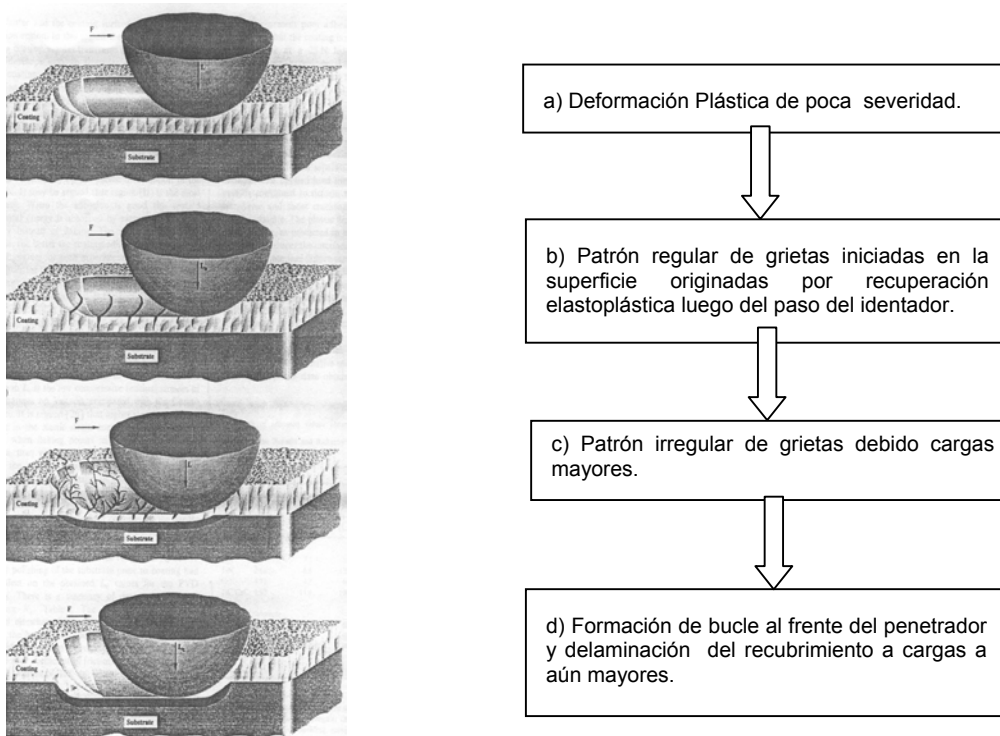 F
Coating
Substrate
a) Deformación Plástica de poca severidad.
F
Coating
Substrate
b) Patrón regular de grietas iniciadas en la
superficie originadas por recuperación
elastoplástica luego del paso del identador.
F
Coating
Substrate
c) Patrón irregular de grietas debido cargas
mayores.
F
Coating
Substrate
d) Formación de bucle al frente del penetrador
y delaminación del recubrimiento a cargas a
aún mayores.